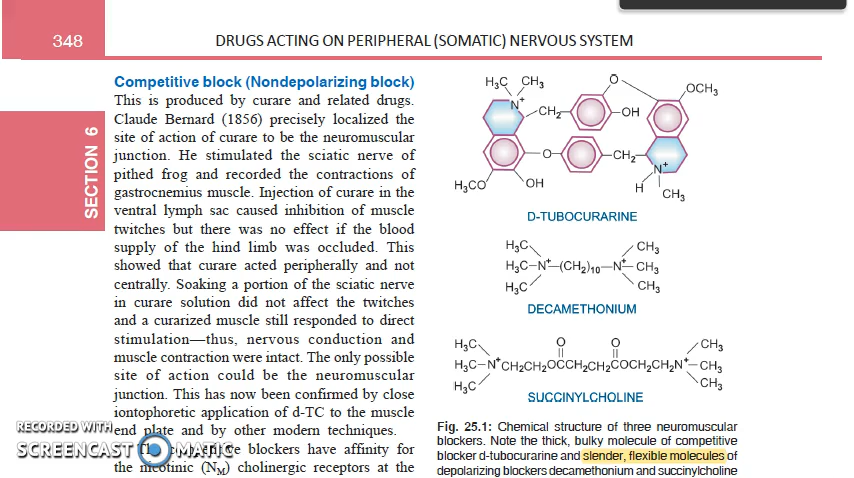 348
DRUGS ACTING ON PERIPHERAL (SOMATIC) NERVOUS SYSTEM
SECTION 6
Competitive block (Nondepolarizing block)
This is produced by curare and related drugs.
Claude Bernard (1856) precisely localized the
site of action of curare to be the neuromuscular
junction. He stimulated the sciatic nerve of
pithed frog and recorded the contractions of
gastrocnemius muscle. Injection of curare in the
ventral lymph sac caused inhibition of muscle
twitches but there was no effect if the blood
supply of the hind limb was occluded. This
showed that curare acted peripherally and not
centrally. Soaking a portion of the sciatic nerve
in curare solution did not affect the twitches
and a curarized muscle still responded to direct
stimulation—thus, nervous conduction and
muscle contraction were intact. The only possible
site of action could be the neuromuscular
junction. This has now been confirmed by close
iontophoretic application of d-TC to the muscle
end plate and by other modern techniques.
The competitive blockers have affinity for
the nicotinic (NM) cholinergic receptors at the
H3C CH3
N+
CH2
O
OH
OCH3
O
CH2
N+
H3CO
OH
H
CH3
D-TUBOCURARINE
H3C CH3
H3C–N+–(CH2)10–N+–CH3
H3C CH3
DECAMETHONIUM
H3C O O CH3
H3C–N+CH2CH2OCCH2CH2COCH2CH2N+–CH3
H3C CH3
SUCCINYLCHOLINE
Fig. 25.1: Chemical structure of three neuromuscular
blockers. Note the thick, bulky molecule of competitive
blocker d-tubocurarine and slender, flexible molecules of
depolarizing blockers decamethonium and succinylcholine
RECORDED WITH
SCREENCAST MATIC